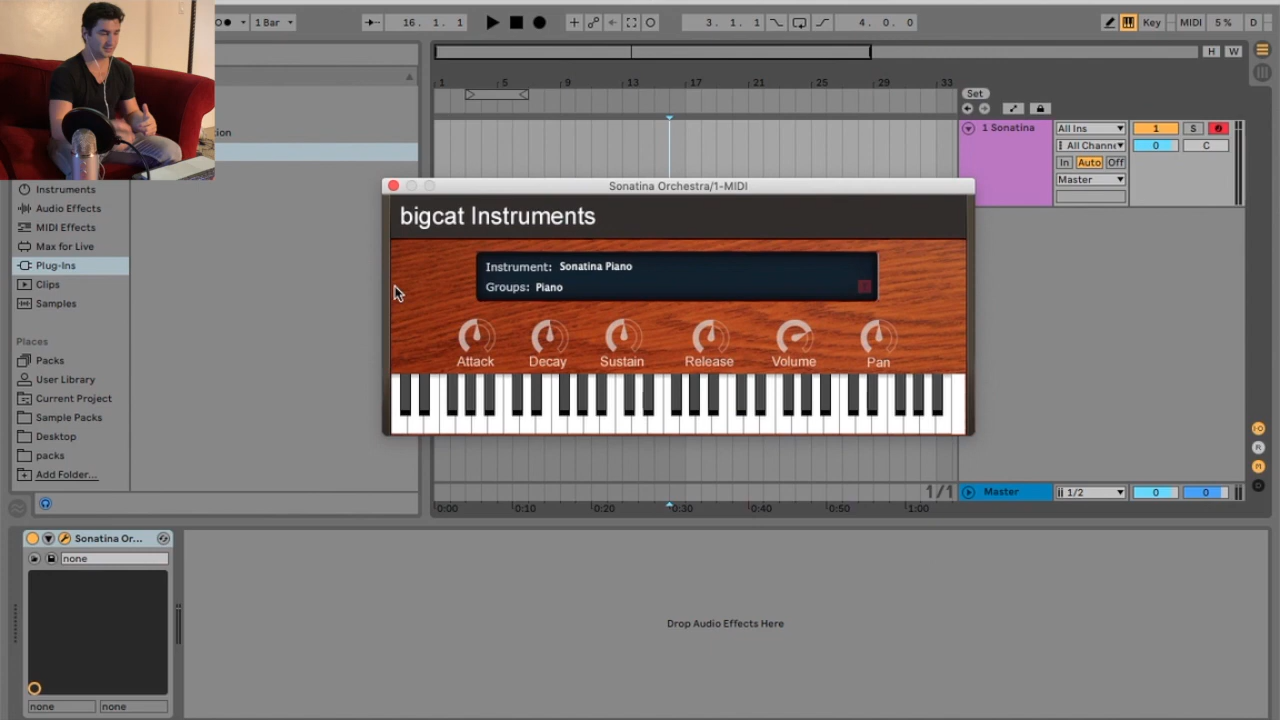 1 Bar
16. 1. 1
3. 1. 1
4. 0. 0
Key
MIDI
5 %
D
H
W
1
5
9
13
17
21
25
29
33
Set
1 Sonatina
All Ins
1
S
All Channe
0
C
In
Auto
Off
Master
Instruments
Audio Effects
MIDI Effects
Max for Live
Plug-Ins
Clips
Samples
Places
Packs
User Library
Current Project
Sample Packs
Desktop
packs
Add Folder...
Sonatina Orchestra/1-MIDI
bigcat Instruments
Instrument: Sonatina Piano
Groups: Piano
Attack
Decay
Sustain
Release
Volume
Pan
1/1
Master
1/2
0
0
0:00
0:10
0:20
0:30
0:40
0:50
1:00
R
M
D
Sonatina Or...
none
none
none
Drop Audio Effects Here